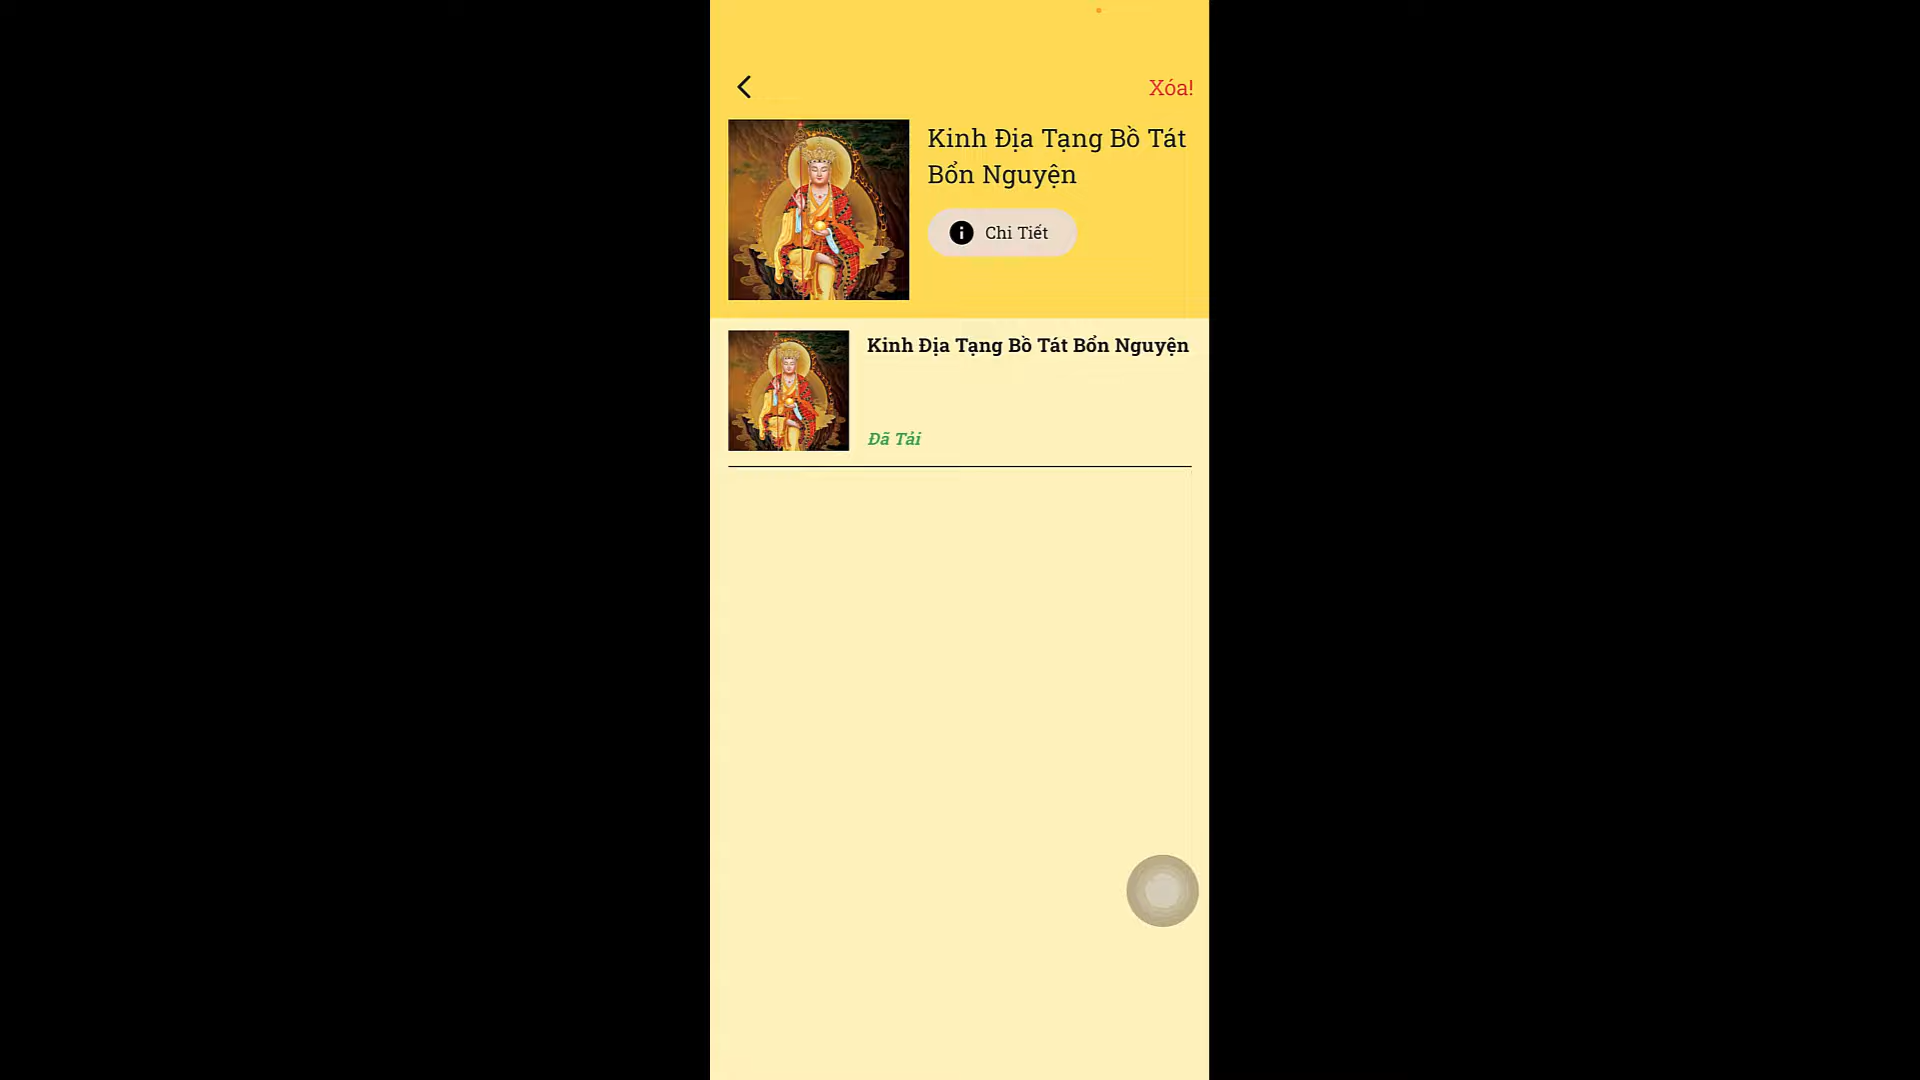 Xóa!
Kinh Địa Tạng Bồ Tát
Bổn Nguyện
Chi Tiết
Kinh Địa Tạng Bồ Tát Bổn Nguyện
Đã Tải